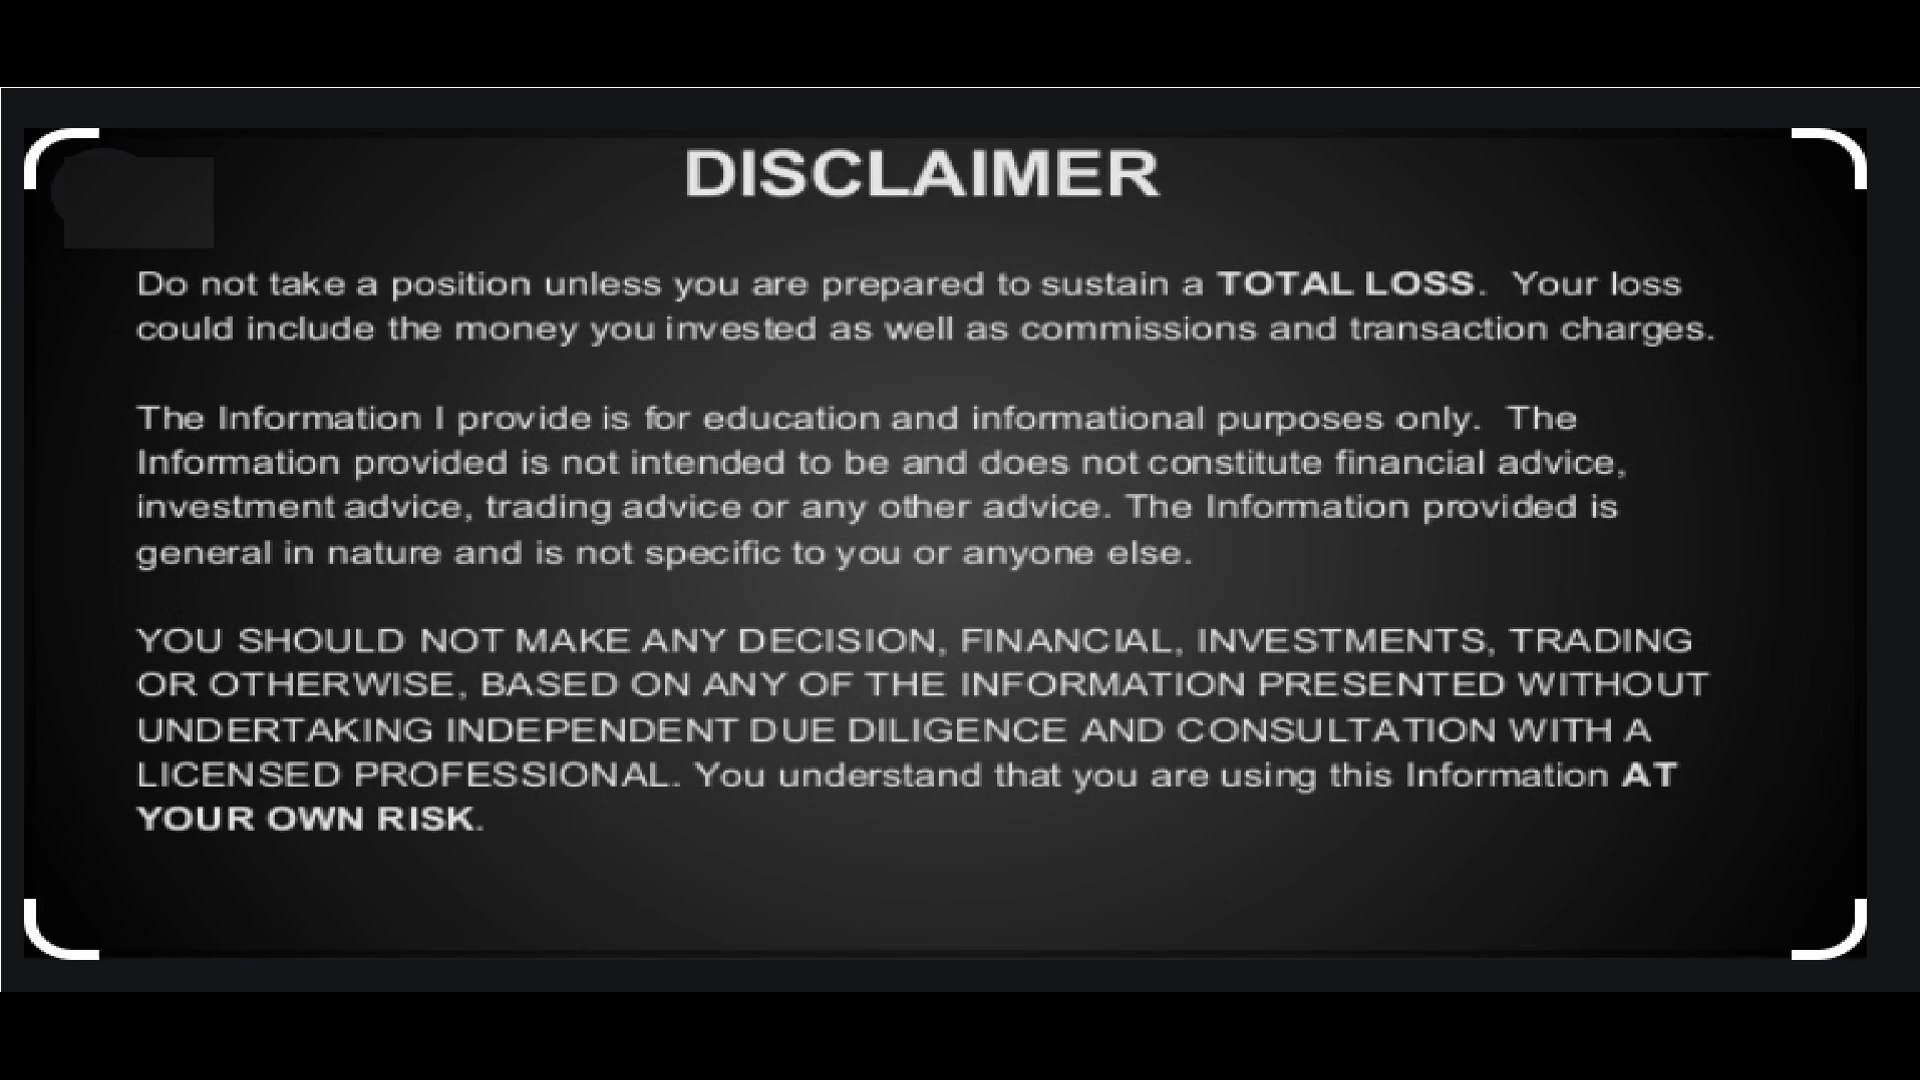 DISCLAIMER
Do not take a position unless you are prepared to sustain a TOTAL LOSS.  Your loss
could include the money you invested as well as commissions and transaction charges.
The Information I provide is for education and informational purposes only.  The
Information provided is not intended to be and does not constitute financial advice,
investment advice, trading advice or any other advice. The Information provided is
general in nature and is not specific to you or anyone else.
YOU SHOULD NOT MAKE ANY DECISION, FINANCIAL, INVESTMENTS, TRADING
OR OTHERWISE, BASED ON ANY OF THE INFORMATION PRESENTED WITHOUT
UNDERTAKING INDEPENDENT DUE DILIGENCE AND CONSULTATION WITH A
LICENSED PROFESSIONAL. You understand that you are using this Information AT
YOUR OWN RISK.